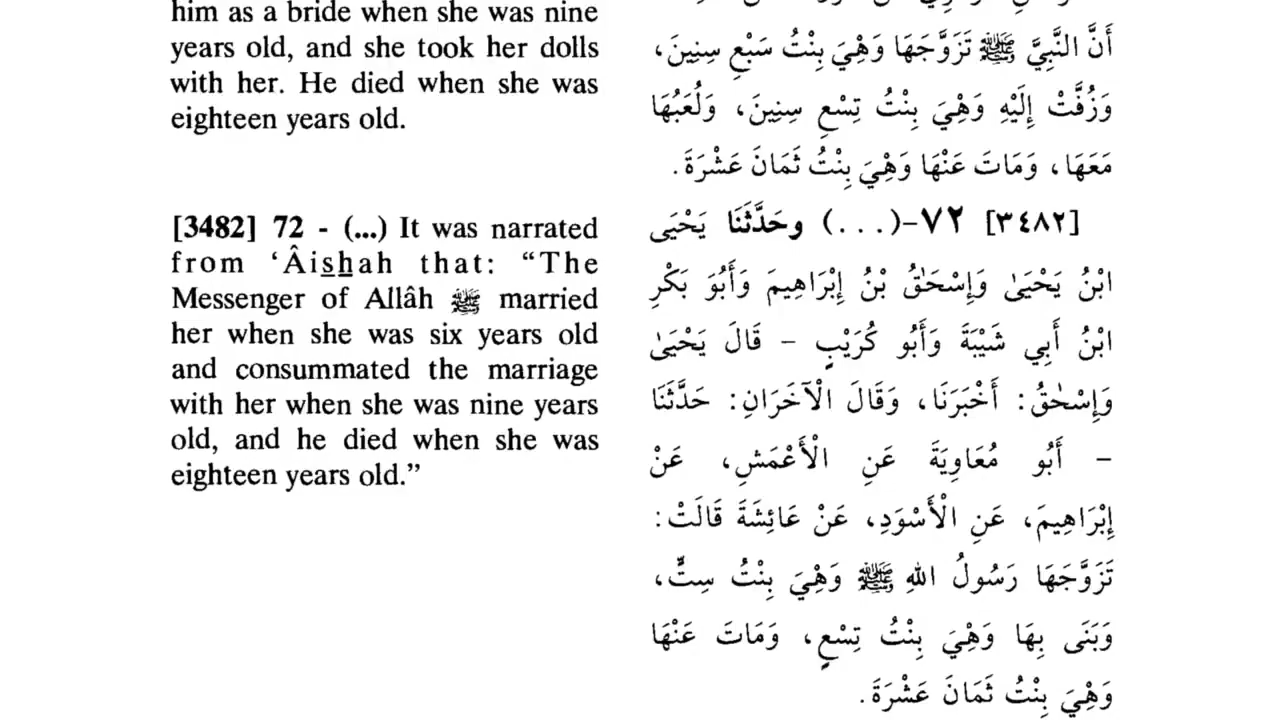 him as a bride when she was nine
years old, and she took her dolls
with her. He died when she was
eighteen years old.
[3482] 72 - (...) It was narrated
from ‘Âishah that: “The
Messenger of Allâh ﷺ married
her when she was six years old
and consummated the marriage
with her when she was nine years
old, and he died when she was
eighteen years old.”
أَنَّ النَّبِيَّ ﷺ تَزَوَّجَهَا وَهْيَ بِنْتُ سَبْعِ سِنِينَ،
وَزُفَّتْ إِلَيْهِ وَهْيَ بِنْتُ تِسْعِ سِنِينَ، وَلُعَبُهَا
مَعَهَا، وَمَاتَ عَنْهَا وَهْيَ بِنْتُ ثَمَانَ عَشْرَةَ.
[٣٤٨٢] ٧٢-(...) وحَدَّثَنَا يَحْيَى
ابْنُ يَحْيَىٰ وَإِسْحَٰقُ بْنُ إِبْرَاهِيمَ وَأَبُو بَكْرِ
ابْنُ أَبِي شَيْبَةَ وَأَبُو كُرَيْبٍ – قَالَ يَحْيَىٰ
وَإِسْحَٰقُ: أَخْبَرَنَا، وَقَالَ الْآخَرَانِ: حَدَّثَنَا
– أَبُو مُعَاوِيَةَ عَنِ الْأَعْمَشِ، عَنْ
إِبْرَاهِيمَ، عَنِ الْأَسْوَدِ، عَنْ عَائِشَةَ قَالَتْ:
تَزَوَّجَهَا رَسُولُ اللهِ ﷺ وَهْيَ بِنْتُ سِتٍّ،
وَبَنَى بِهَا وَهْيَ بِنْتُ تِسْعٍ، وَمَاتَ عَنْهَا
وَهْيَ بِنْتُ ثَمَانَ عَشْرَةَ.